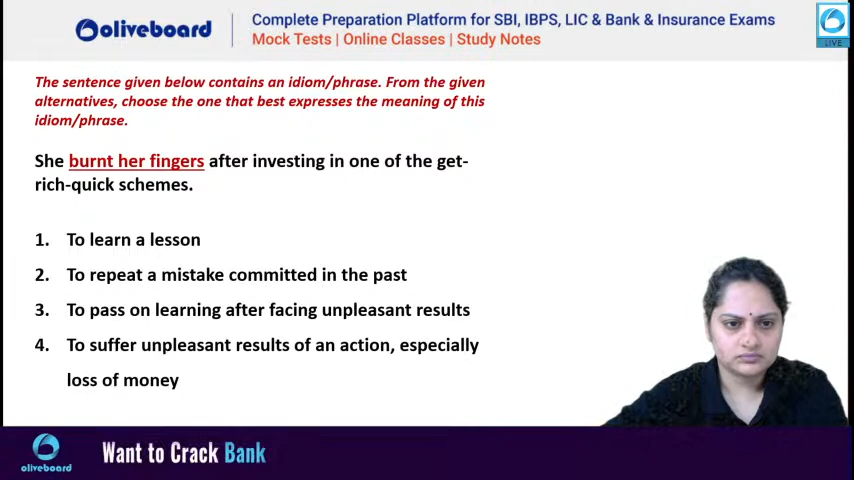 oliveboard
Complete Preparation Platform for SBI, IBPS, LIC & Bank & Insurance Exams
Mock Tests | Online Classes | Study Notes
LIVE
The sentence given below contains an idiom/phrase. From the given
alternatives, choose the one that best expresses the meaning of this
idiom/phrase.
She burnt her fingers after investing in one of the get-
rich-quick schemes.
1. To learn a lesson
2. To repeat a mistake committed in the past
3. To pass on learning after facing unpleasant results
4. To suffer unpleasant results of an action, especially
loss of money
oliveboard
Want to Crack Bank